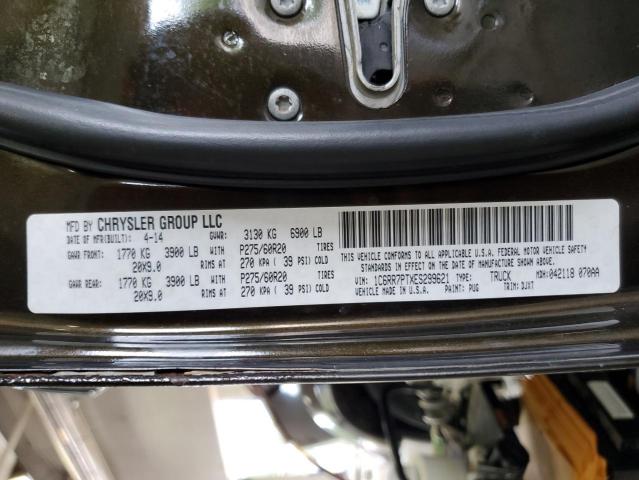 MFD BY CHRYSLER GROUP LLC
DATE OF MFR(BUILT): 4-14 GVWR: 3130 KG 6900 LB
GAWR FRONT: 1770 KG 3900 LB P275/60R20 TIRES
20X9.0 RIMS AT 270 KPA ( 39 PSI) COLD
GAWR REAR: 1770 KG 3900 LB P275/60R20 TIRES
20X9.0 RIMS AT 270 KPA ( 39 PSI) COLD
THIS VEHICLE CONFORMS TO ALL APPLICABLE U.S.A. FEDERAL MOTOR VEHICLE SAFETY
STANDARDS IN EFFECT ON THE DATE OF MANUFACTURE SHOWN ABOVE.
VIN: 1C6RR7PTXES299621 TYPE: TRUCK MDH:042118 070AA
VEHICLE MADE IN U.S.A. PAINT: PUG TRIM: DJXT